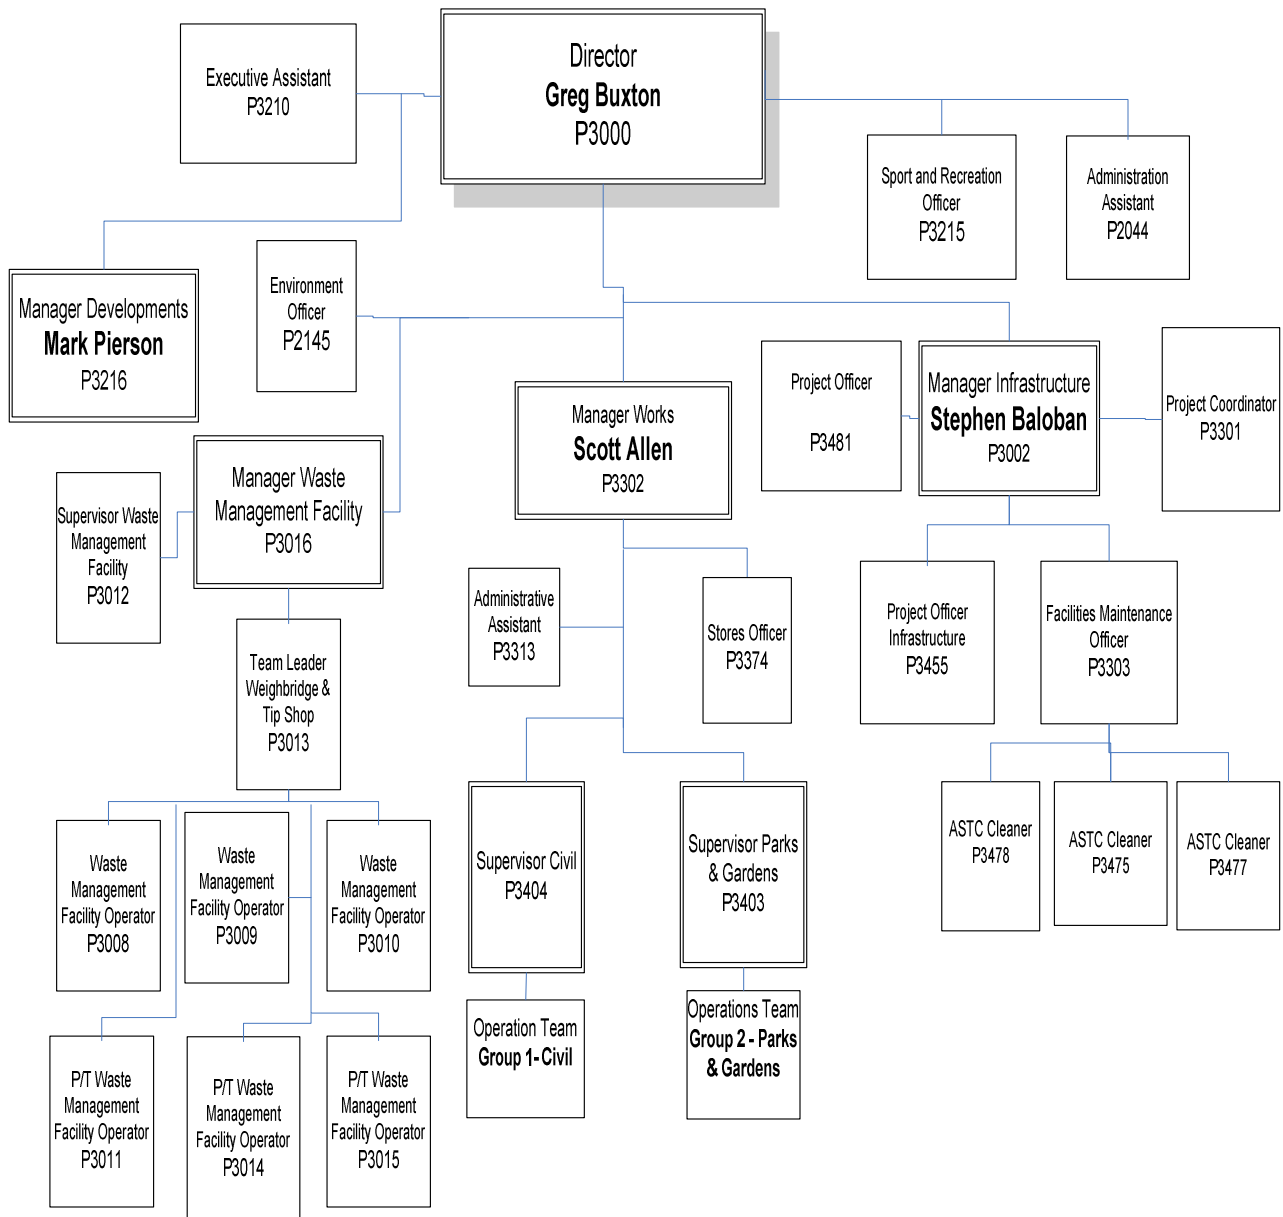 Director
Greg Buxton
P3000
Executive Assistant
P3210
Sport and Recreation
Officer
P3215
Administration
Assistant
P2044
Manager Developments
Mark Pierson
P3216
Environment
Officer
P2145
Manager Works
Scott Allen
P3302
Project Officer
P3481
Manager Infrastructure
Stephen Baloban
P3002
Project Coordinator
P3301
Supervisor Waste
Management
Facility
P3012
Manager Waste
Management Facility
P3016
Administrative
Assistant
P3313
Stores Officer
P3374
Project Officer
Infrastructure
P3455
Facilities Maintenance
Officer
P3303
Team Leader
Weighbridge &
Tip Shop
P3013
Waste
Management
Facility Operator
P3008
Waste
Management
Facility Operator
P3009
Waste
Management
Facility Operator
P3010
Supervisor Civil
P3404
Supervisor Parks
& Gardens
P3403
ASTC Cleaner
P3478
ASTC Cleaner
P3475
ASTC Cleaner
P3477
Operation Team
Group 1- Civil
Operations Team
Group 2 - Parks
& Gardens
P/T Waste
Management
Facility Operator
P3011
P/T Waste
Management
Facility Operator
P3014
P/T Waste
Management
Facility Operator
P3015